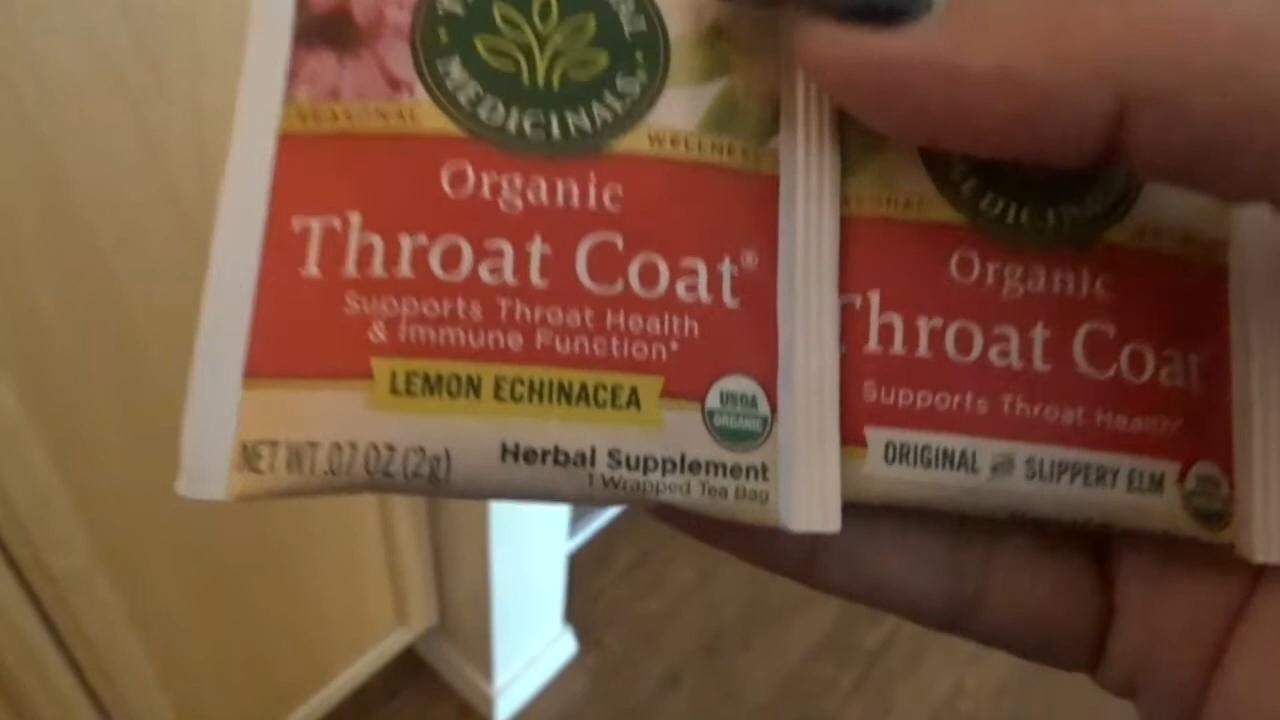 MEDICINALS
SEASONAL WELLNESS
Organic
Throat Coat®
Supports Throat Health
& Immune Function*
LEMON ECHINACEA
USDA
ORGANIC
NET WT .07 OZ (2g)
Herbal Supplement
1 Wrapped Tea Bag
Organic
Throat Coat
Supports Throat Health
ORIGINAL SLIPPERY ELM